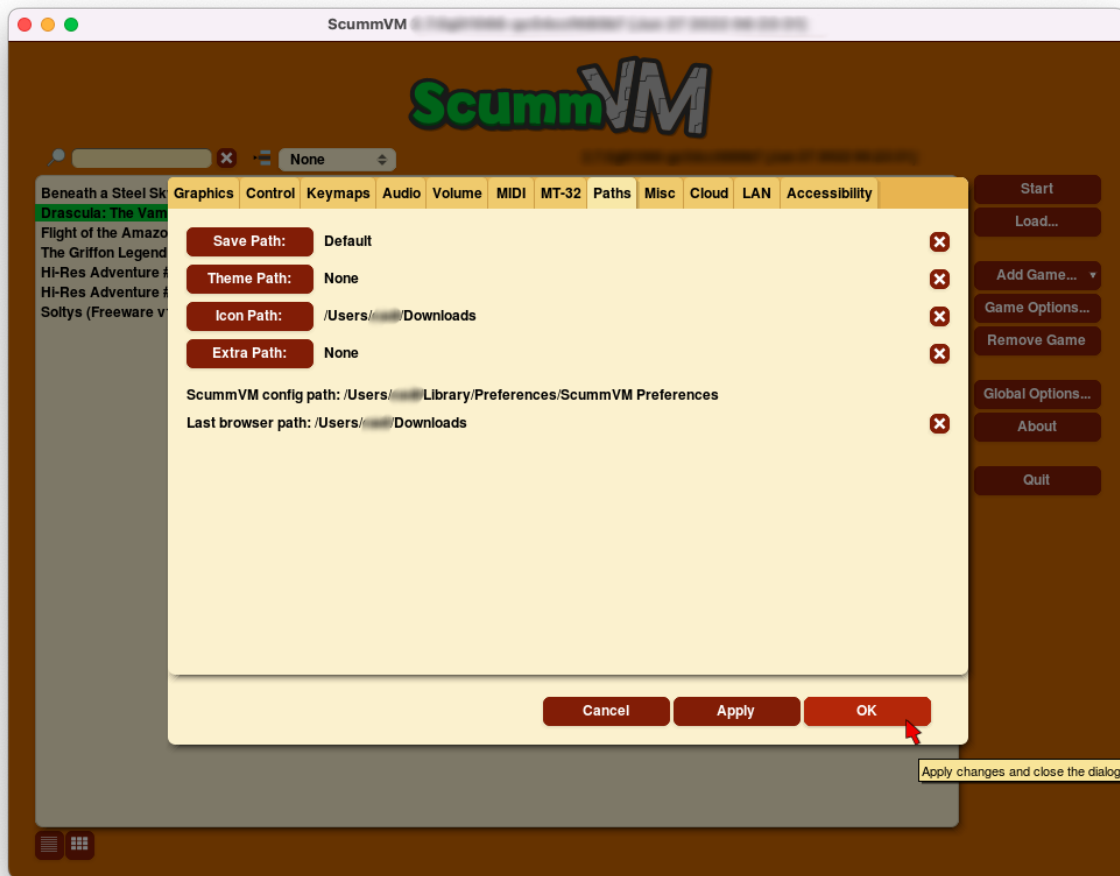 ScummVM
ScummVM
None
Beneath a Steel Sk
Drascula: The Vam
Flight of the Amazo
The Griffon Legend
Hi-Res Adventure #
Hi-Res Adventure #
Soltys (Freeware v
Graphics Control Keymaps Audio Volume MIDI MT-32 Paths Misc Cloud LAN Accessibility
Save Path: Default
Theme Path: None
Icon Path: /Users/ /Downloads
Extra Path: None
ScummVM config path: /Users/ Library/Preferences/ScummVM Preferences
Last browser path: /Users/ /Downloads
Cancel Apply OK
Apply changes and close the dialog
Start
Load...
Add Game...
Game Options...
Remove Game
Global Options...
About
Quit